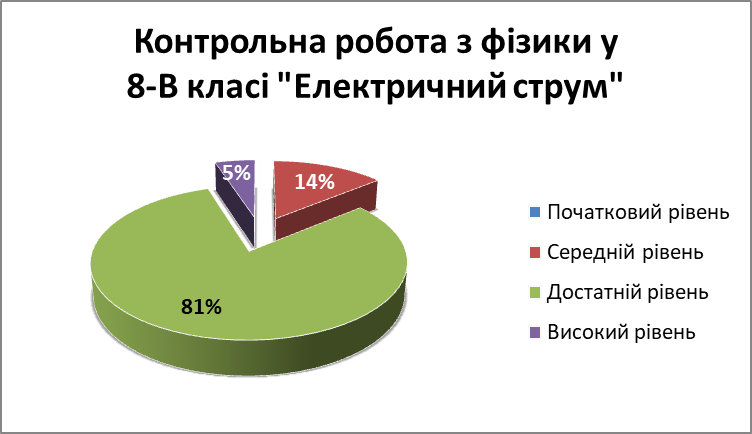 Контрольна робота з фізики у
8-В класі "Електричний струм"
5%
14%
81%
Початковий рівень
Середній рівень
Достатній рівень
Високий рівень